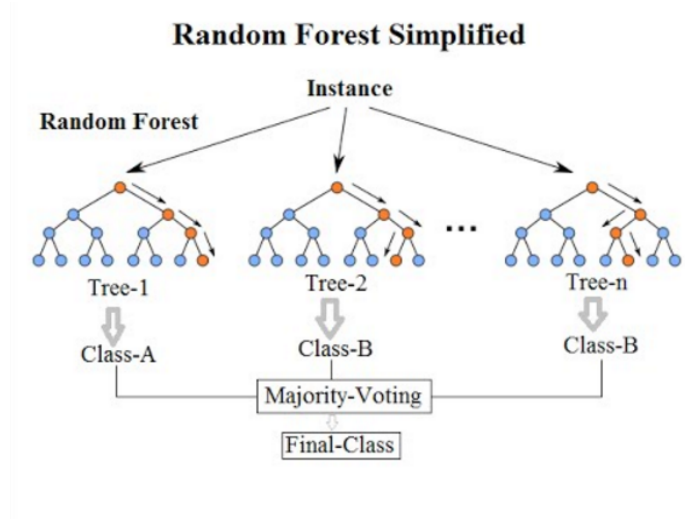 Random Forest Simplified
Instance
Random Forest
...
Tree-1
Tree-2
Tree-n
Class-A
Class-B
Class-B
Majority-Voting
Final-Class